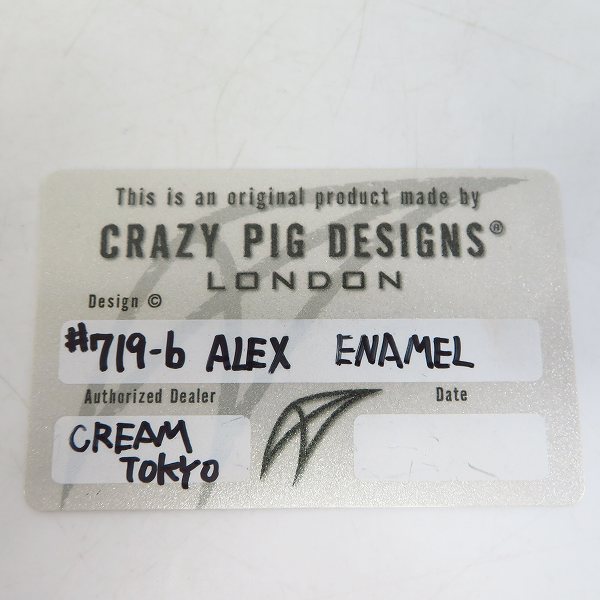 This is an original product made by
CRAZY PIG DESIGNS®
LONDON
Design ©
#719-b ALEX ENAMEL
Authorized Dealer
Date
CREAM
TOKYO